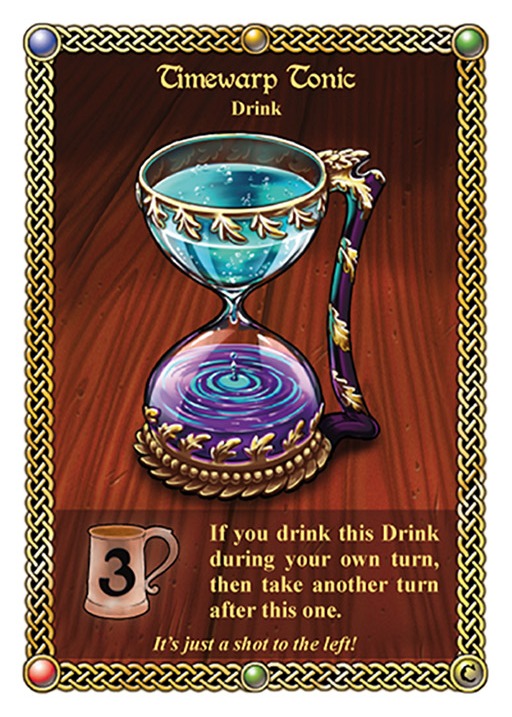 Timewarp Tonic
Drink
3
If you drink this Drink
during your own turn,
then take another turn
after this one.
It's just a shot to the left!
C